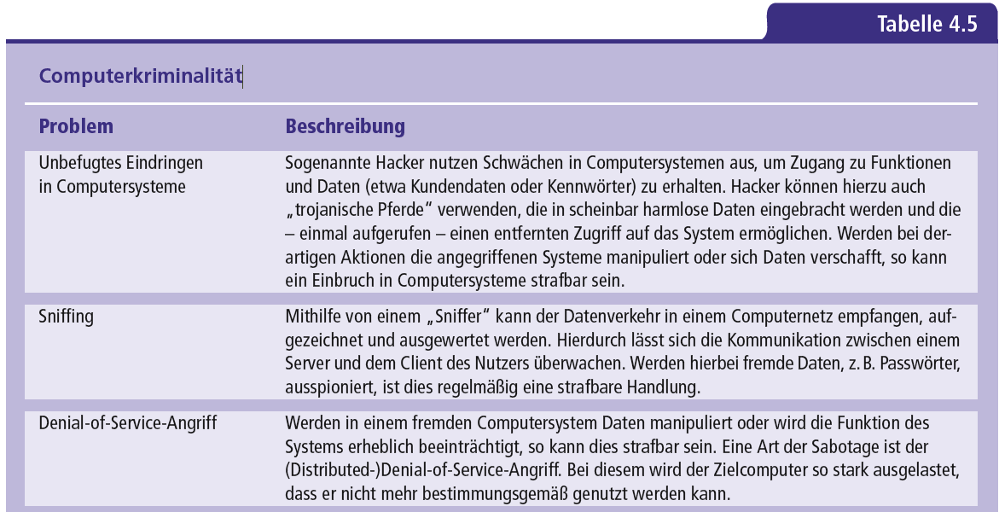 Tabelle 4.5
Computerkriminalität
Problem
Beschreibung
Unbefugtes Eindringen
in Computersysteme
Sogenannte Hacker nutzen Schwächen in Computersystemen aus, um Zugang zu Funktionen
und Daten (etwa Kundendaten oder Kennwörter) zu erhalten. Hacker können hierzu auch
„trojanische Pferde“ verwenden, die in scheinbar harmlose Daten eingebracht werden und die
– einmal aufgerufen – einen entfernten Zugriff auf das System ermöglichen. Werden bei der-
artigen Aktionen die angegriffenen Systeme manipuliert oder sich Daten verschafft, so kann
ein Einbruch in Computersysteme strafbar sein.
Sniffing
Mithilfe von einem „Sniffer“ kann der Datenverkehr in einem Computernetz empfangen, auf-
gezeichnet und ausgewertet werden. Hierdurch lässt sich die Kommunikation zwischen einem
Server und dem Client des Nutzers überwachen. Werden hierbei fremde Daten, z. B. Passwörter,
ausspioniert, ist dies regelmäßig eine strafbare Handlung.
Denial-of-Service-Angriff
Werden in einem fremden Computersystem Daten manipuliert oder wird die Funktion des
Systems erheblich beeinträchtigt, so kann dies strafbar sein. Eine Art der Sabotage ist der
(Distributed-)Denial-of-Service-Angriff. Bei diesem wird der Zielcomputer so stark ausgelastet,
dass er nicht mehr bestimmungsgemäß genutzt werden kann.